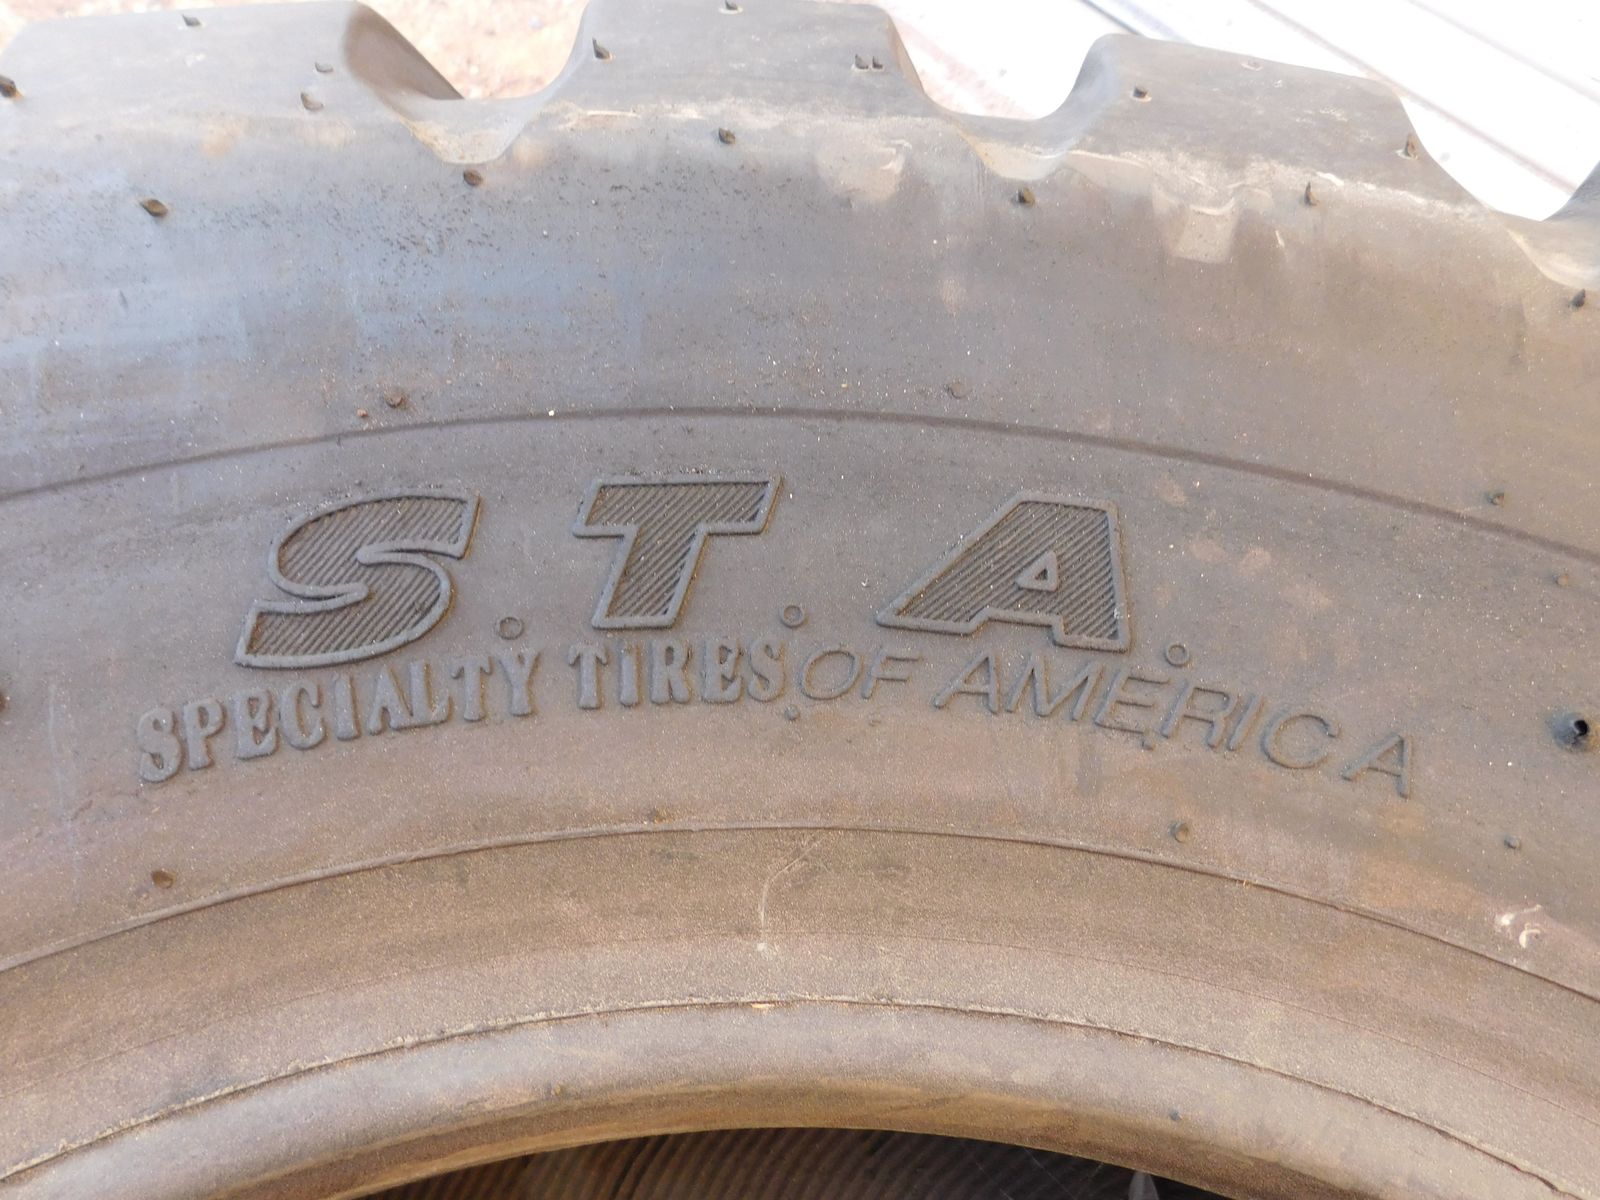 S.T.A.
SPECIALTY TIRES OF AMERICA